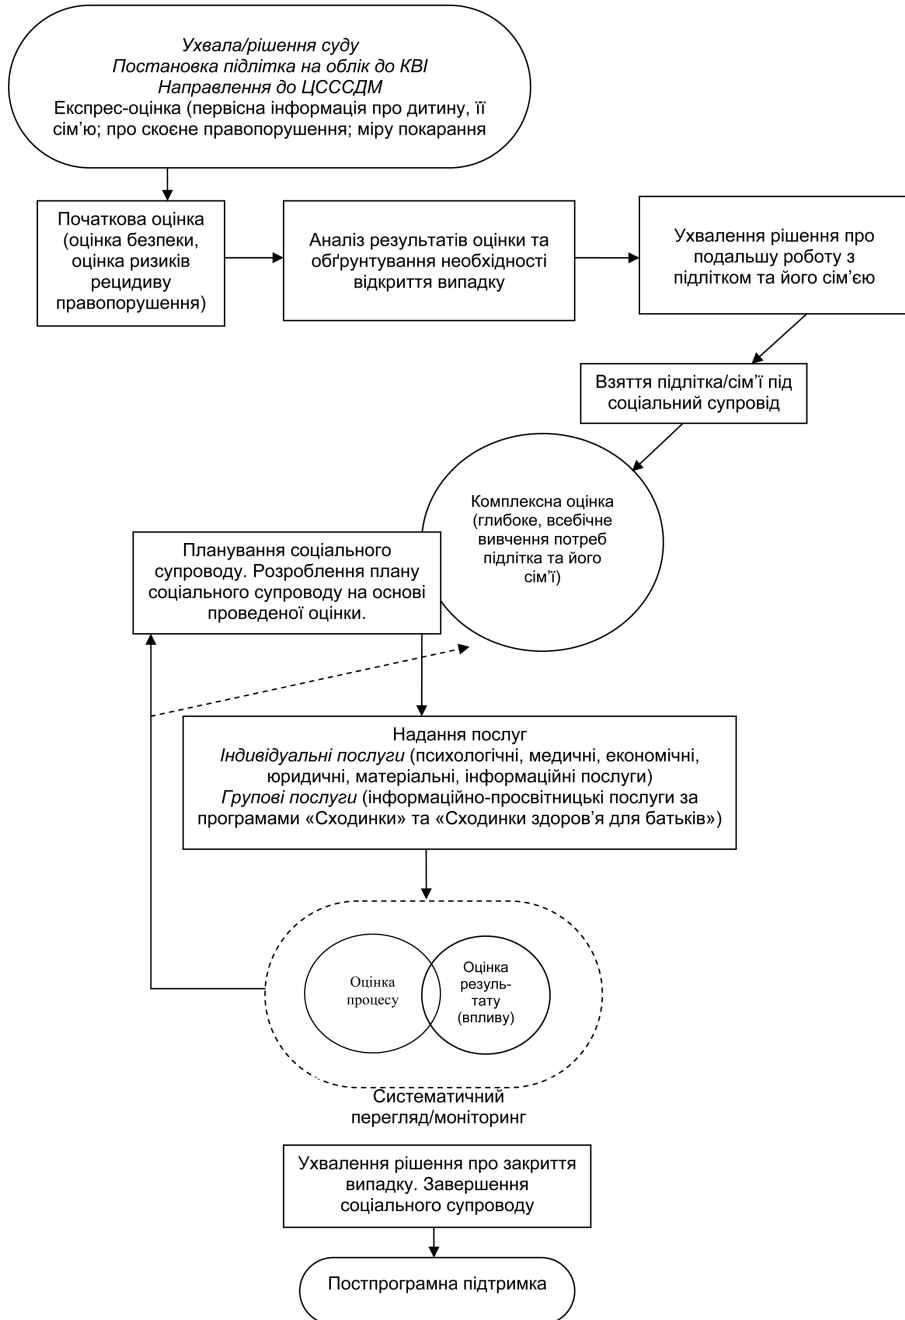 Ухвала/рішення суду
Постановка підлітка на облік до КВІ
Направлення до ЦСССДМ
Експрес-оцінка (первісна інформація про дитину, її
сім’ю; про скоєне правопорушення; міру покарання
Початкова оцінка
(оцінка безпеки,
оцінка ризиків
рецидиву
правопорушення)
Аналіз результатів оцінки та
обґрунтування необхідності
відкриття випадку
Ухвалення рішення про
подальшу роботу з
підлітком та його сім’єю
Взяття підлітка/сім’ї під
соціальний супровід
Комплексна оцінка
(глибоке, всебічне
вивчення потреб
підлітка та його
сім’ї)
Планування соціального
супроводу. Розроблення плану
соціального супроводу на основі
проведеної оцінки.
Надання послуг
Індивідуальні послуги (психологічні, медичні, економічні,
юридичні, матеріальні, інформаційні послуги)
Групові послуги (інформаційно-просвітницькі послуги за
програмами «Сходинки» та «Сходинки здоров’я для батьків»)
Оцінка
процесу
Оцінка
резуль-
тату
(впливу)
Систематичний
перегляд/моніторинг
Ухвалення рішення про закриття
випадку. Завершення
соціального супроводу
Постпрограмна підтримка